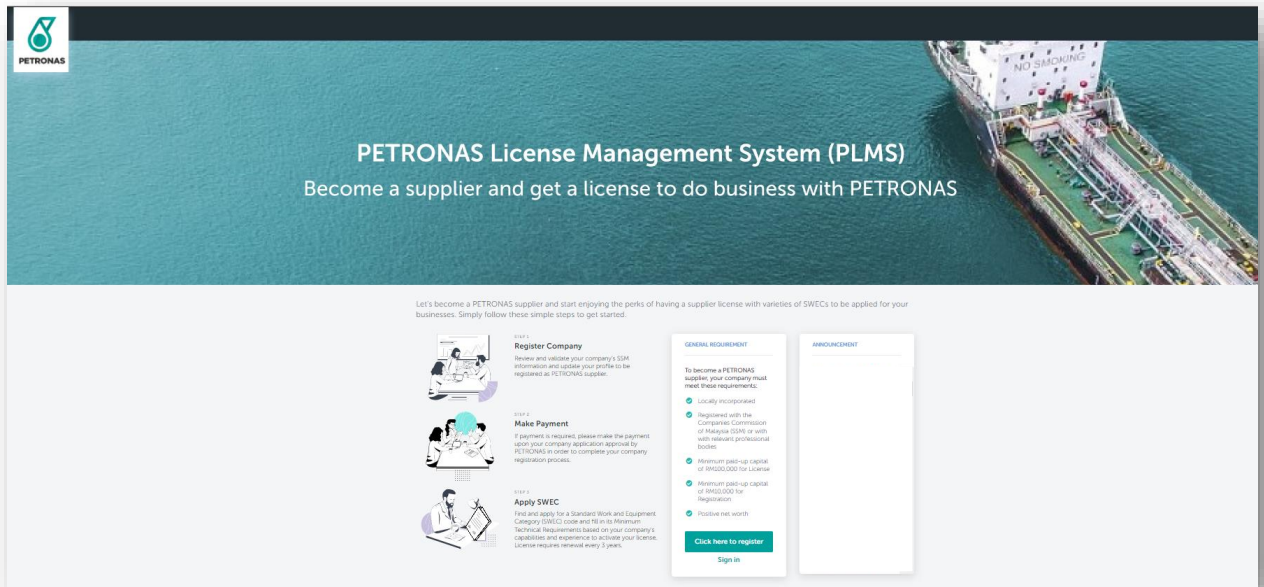 PETRONAS
NO SMOKING
PETRONAS License Management System (PLMS)
Become a supplier and get a license to do business with PETRONAS
Let's become a PETRONAS supplier and start enjoying the perks of having a supplier license with varieties of SWECs to be applied for your
businesses. Simply follow these simple steps to get started.
STEP 1
Register Company
Review and validate your company's SSM
information and update your profile to be
registered as PETRONAS supplier.
STEP 2
Make Payment
If payment is required, please make the payment
upon your company application approval by
PETRONAS in order to complete your company
registration process.
STEP 3
Apply SWEC
Find and apply for a Standard Work and Equipment
Category (SWEC) code and fill in its Minimum
Technical Requirements based on your company's
capabilities and experience to activate your license.
License requires renewal every 3 years.
GENERAL REQUIREMENT
To become a PETRONAS
supplier, your company must
meet these requirements:
Locally incorporated
Registered with the
Companies Commission
of Malaysia (SSM) or with
with relevant professional
bodies
Minimum paid-up capital
of RM100,000 for License
Minimum paid-up capital
of RM10,000 for
Registration
Positive net worth
Click here to register
Sign in
ANNOUNCEMENT